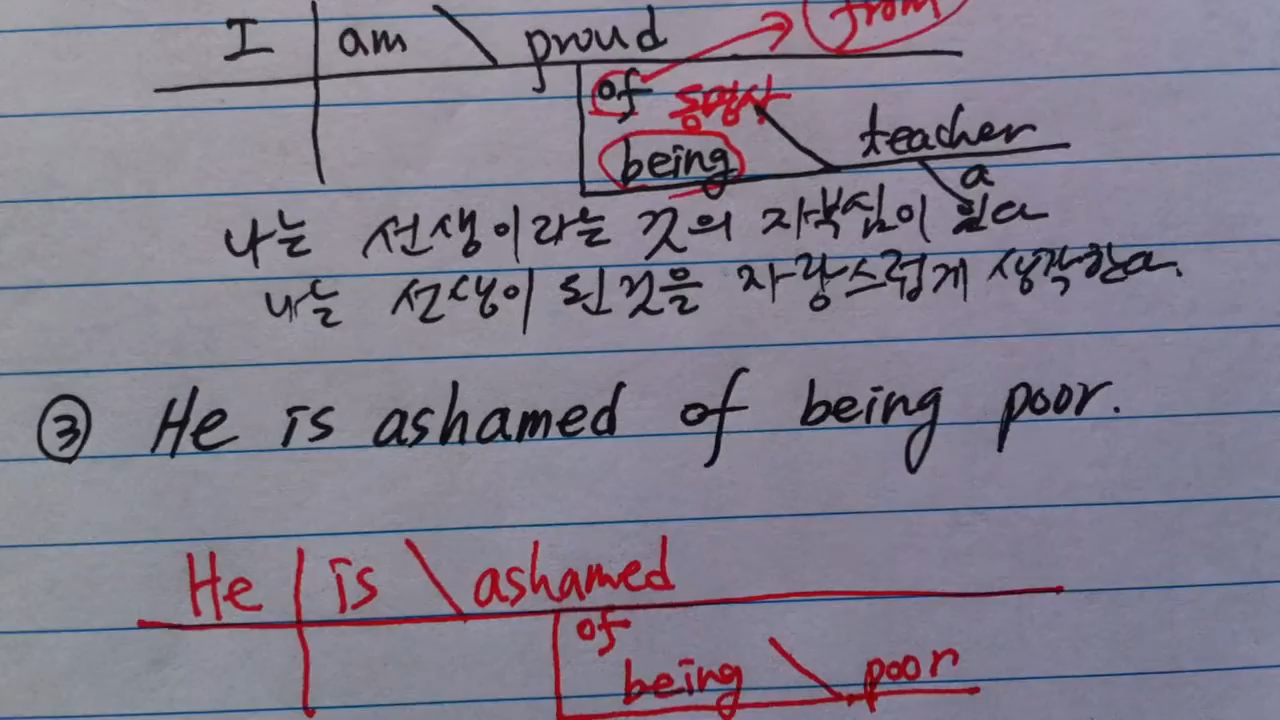 I am proud from
of 동명사
being teacher
a
나는 선생이라는 것의 자부심이 있다
나는 선생이 된것을 자랑스럽게 생각한다.
③ He is ashamed of being poor.
He is ashamed
of
being poor